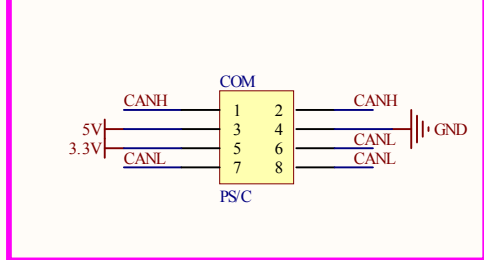 COM
CANH 1 2 CANH
5V 3 4 GND
3.3V 5 6 CANL
CANL 7 8 CANL
PS/C